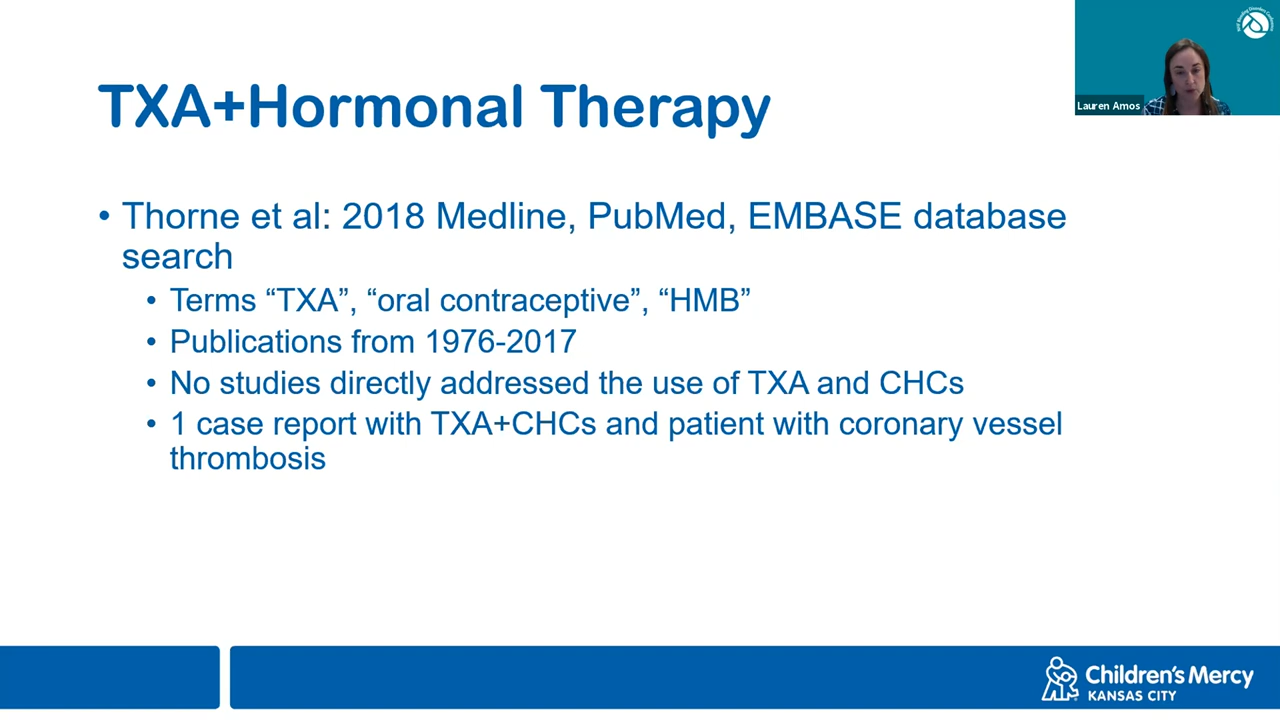 TXA+Hormonal Therapy
Lauren Amos
• Thorne et al: 2018 Medline, PubMed, EMBASE database
search
• Terms “TXA”, “oral contraceptive”, “HMB”
• Publications from 1976-2017
• No studies directly addressed the use of TXA and CHCs
• 1 case report with TXA+CHCs and patient with coronary vessel
thrombosis
Children's Mercy
KANSAS CITY